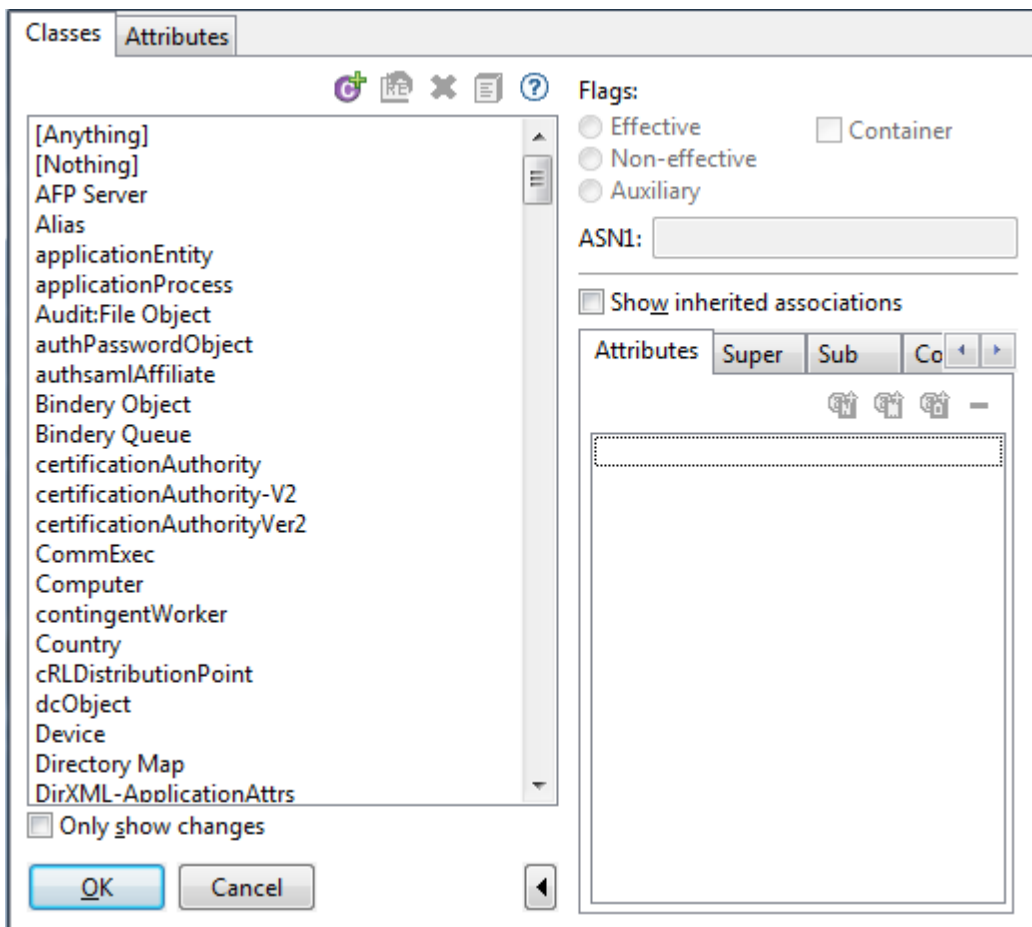 Classes Attributes
[Anything]
[Nothing]
AFP Server
Alias
applicationEntity
applicationProcess
Audit:File Object
authPasswordObject
authsamlAffiliate
Bindery Object
Bindery Queue
certificationAuthority
certificationAuthority-V2
certificationAuthorityVer2
CommExec
Computer
contingentWorker
Country
cRLDistributionPoint
dcObject
Device
Directory Map
DirXML-ApplicationAttrs
Only show changes
OK Cancel
Flags:
Effective Container
Non-effective
Auxiliary
ASN1:
Show inherited associations
Attributes Super Sub Co